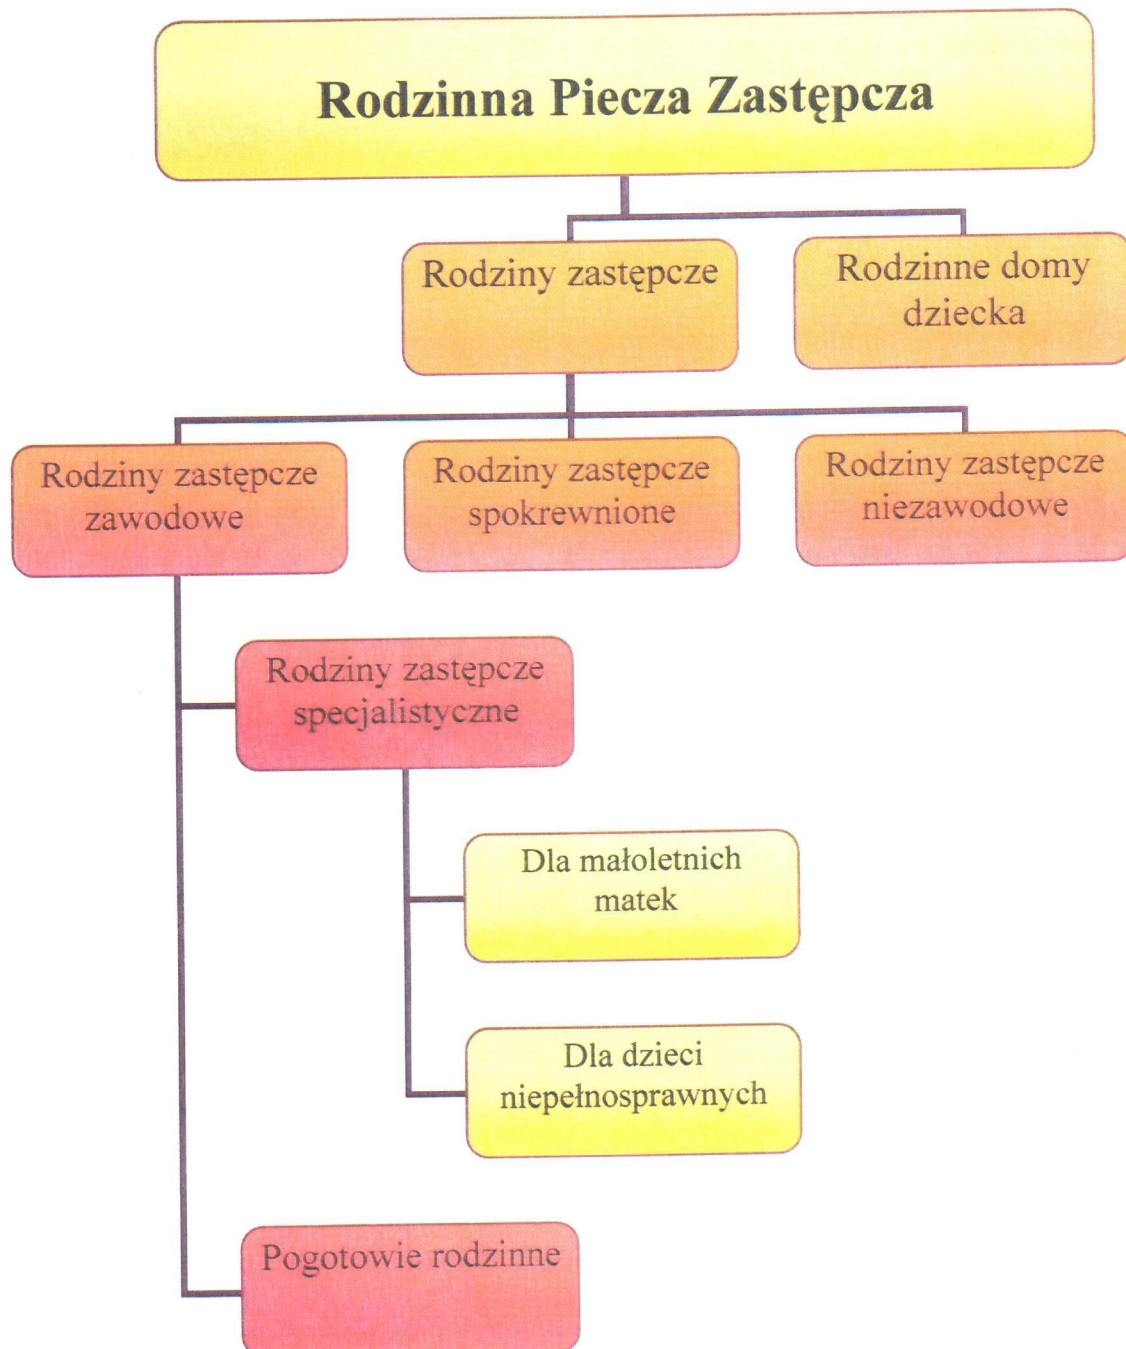 Rodzinna Piecza Zastępcza
Rodziny zastępcze
Rodzinne domy
dziecka
Rodziny zastępcze
zawodowe
Rodziny zastępcze
spokrewnione
Rodziny zastępcze
niezawodowe
Rodziny zastępcze
specjalistyczne
Dla małoletnich
matek
Dla dzieci
niepełnosprawnych
Pogotowie rodzinne